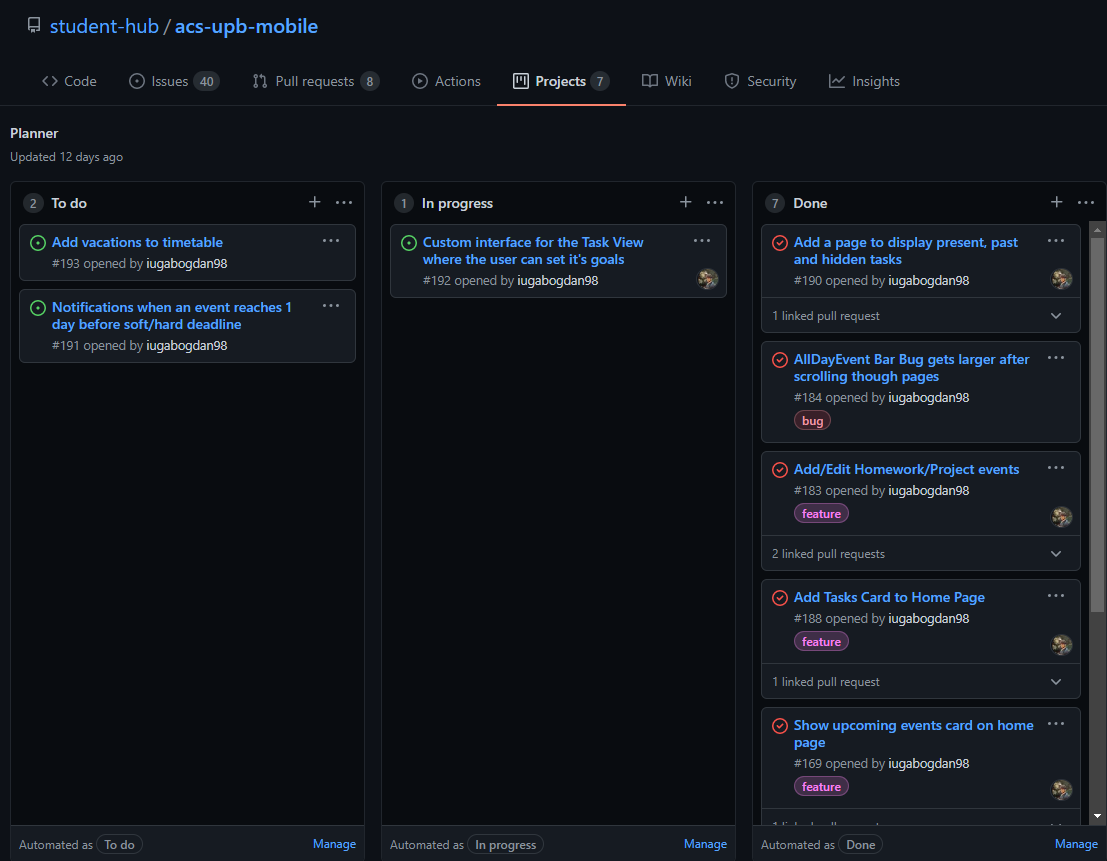 student-hub / acs-upb-mobile
Code Issues 40 Pull requests 8 Actions Projects 7 Wiki Security Insights
Planner
Updated 12 days ago
2 To do
Add vacations to timetable
#193 opened by iugabogdan98
Notifications when an event reaches 1
day before soft/hard deadline
#191 opened by iugabogdan98
Automated as To do Manage
1 In progress
Custom interface for the Task View
where the user can set it's goals
#192 opened by iugabogdan98
Automated as In progress Manage
7 Done
Add a page to display present, past
and hidden tasks
#190 opened by iugabogdan98
1 linked pull request
AllDayEvent Bar Bug gets larger after
scrolling though pages
#184 opened by iugabogdan98
bug
Add/Edit Homework/Project events
#183 opened by iugabogdan98
feature
2 linked pull requests
Add Tasks Card to Home Page
#188 opened by iugabogdan98
feature
1 linked pull request
Show upcoming events card on home
page
#169 opened by iugabogdan98
feature
Automated as Done Manage